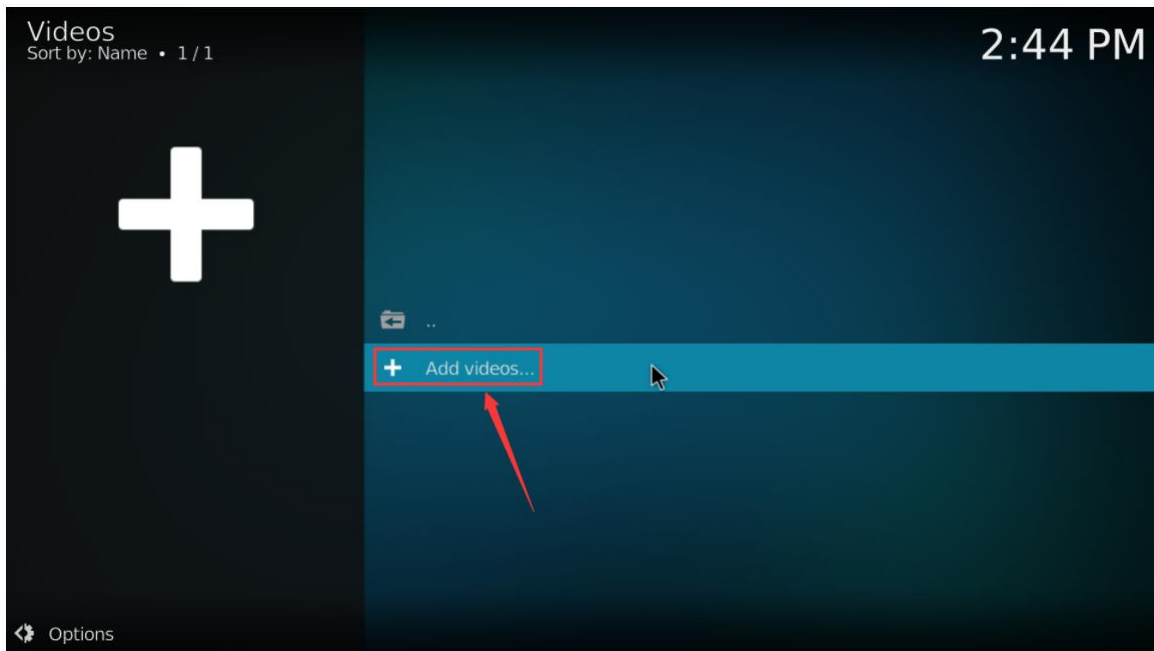 Videos
Sort by: Name • 1 / 1
2:44 PM
..
Add videos...
Options